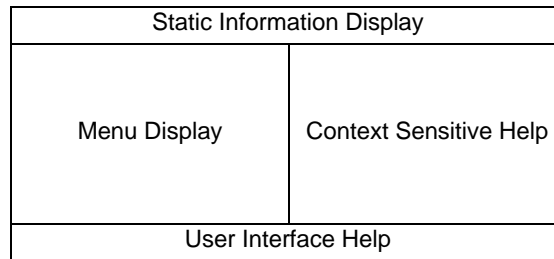 Static Information Display
Menu Display
Context Sensitive Help
User Interface Help